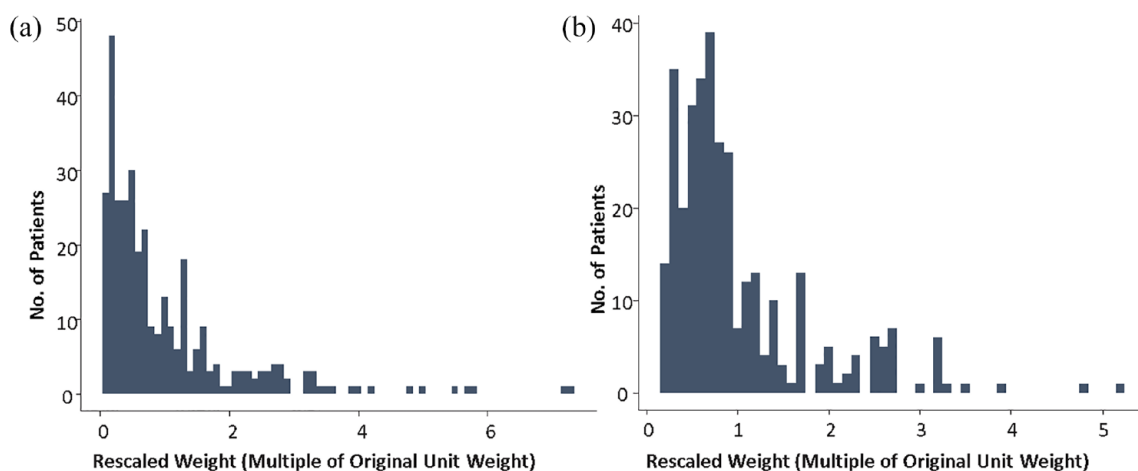 (a)
50
40
30
20
10
0
No. of Patients
0 2 4 6
Rescaled Weight (Multiple of Original Unit Weight)
(b)
40
30
20
10
0
No. of Patients
0 1 2 3 4 5
Rescaled Weight (Multiple of Original Unit Weight)